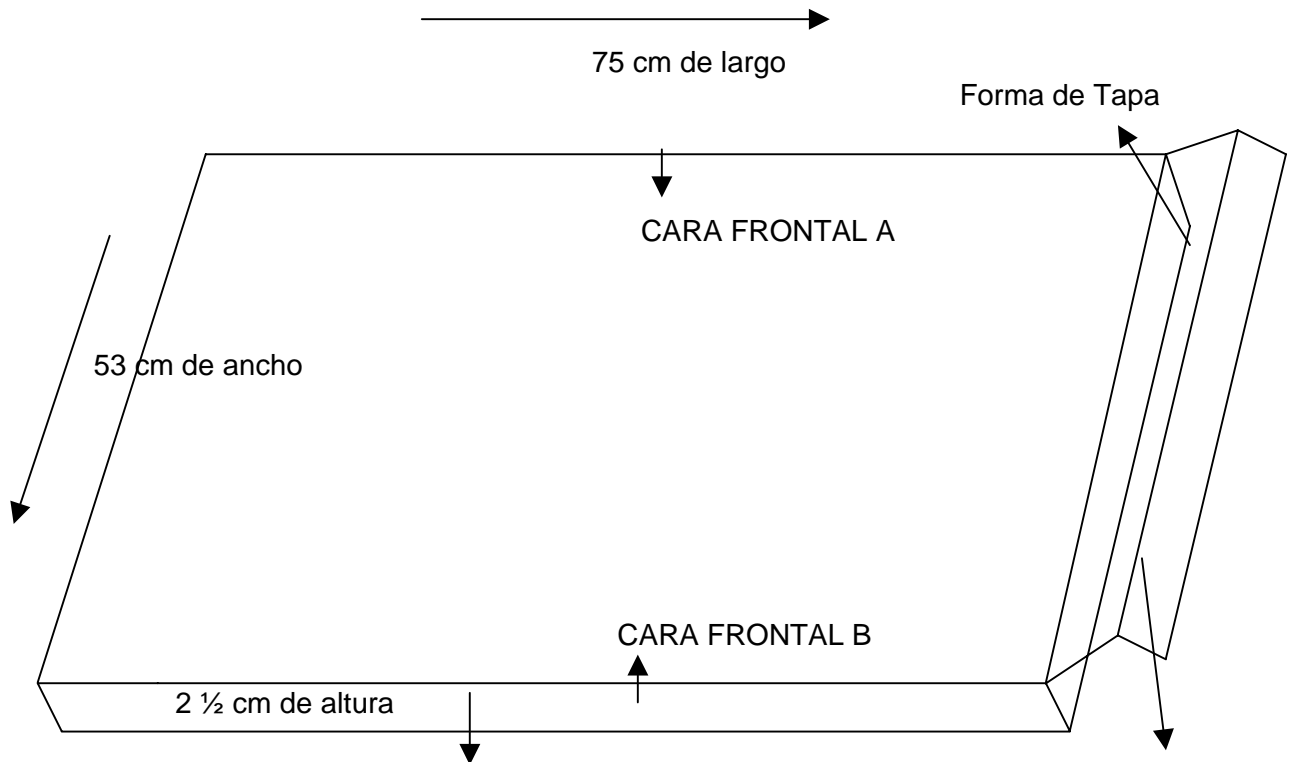 75 cm de largo
Forma de Tapa
CARA FRONTAL A
53 cm de ancho
CARA FRONTAL B
2 ½ cm de altura